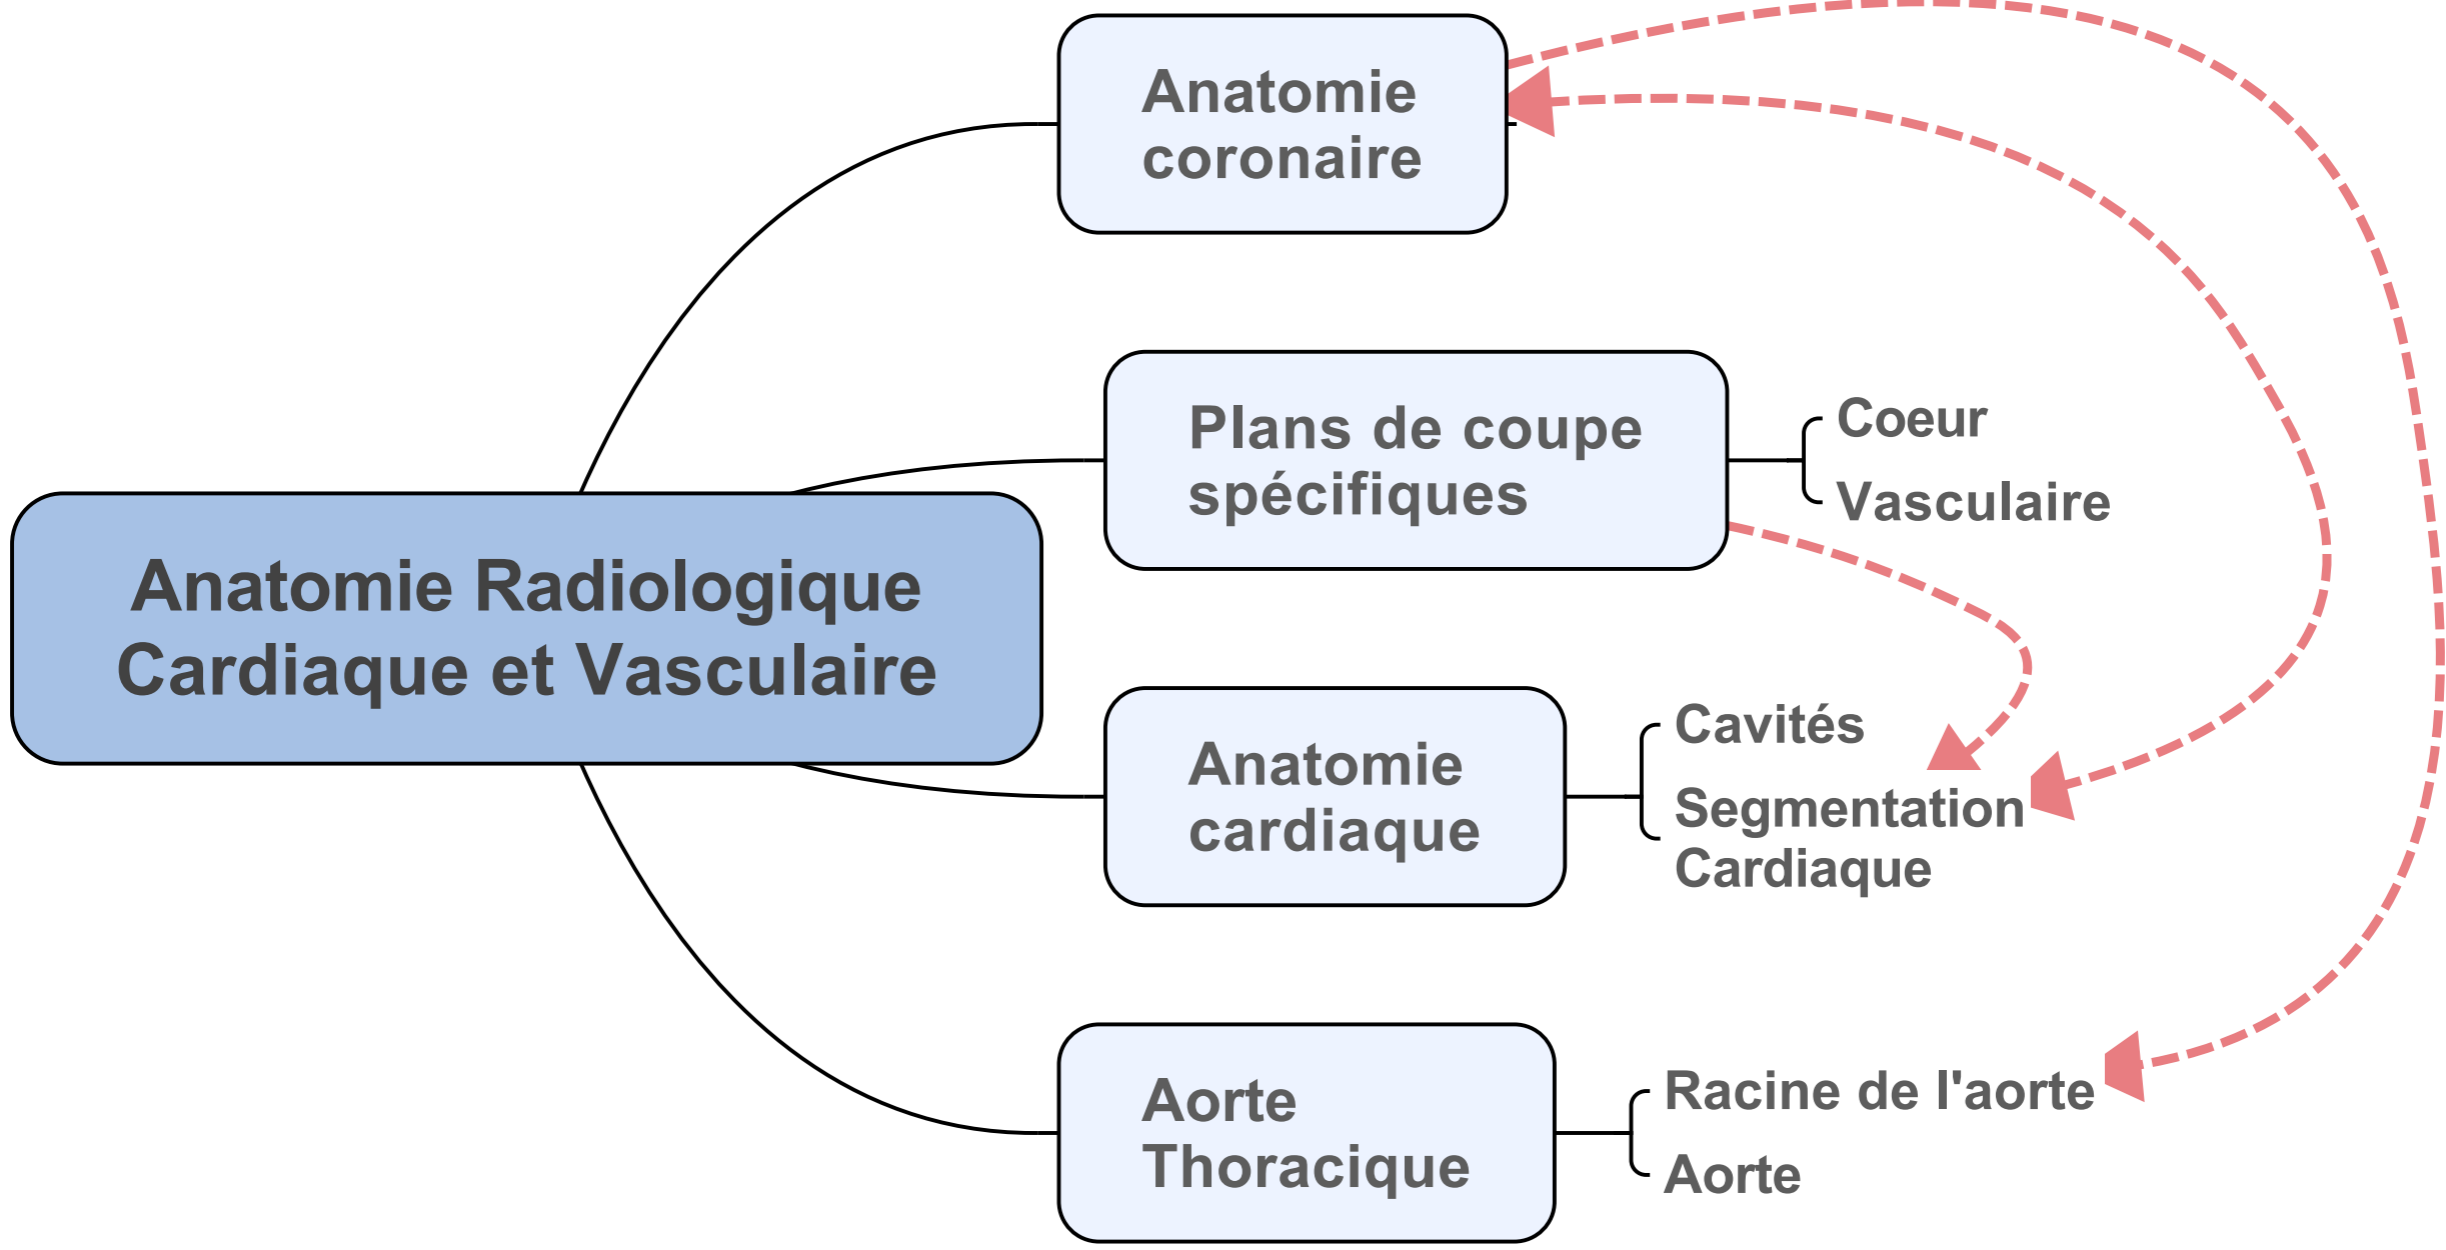 Anatomie
coronaire
Plans de coupe
spécifiques
Coeur
Vasculaire
Anatomie Radiologique
Cardiaque et Vasculaire
Anatomie
cardiaque
Cavités
Segmentation
Cardiaque
Aorte
Thoracique
Racine de l'aorte
Aorte